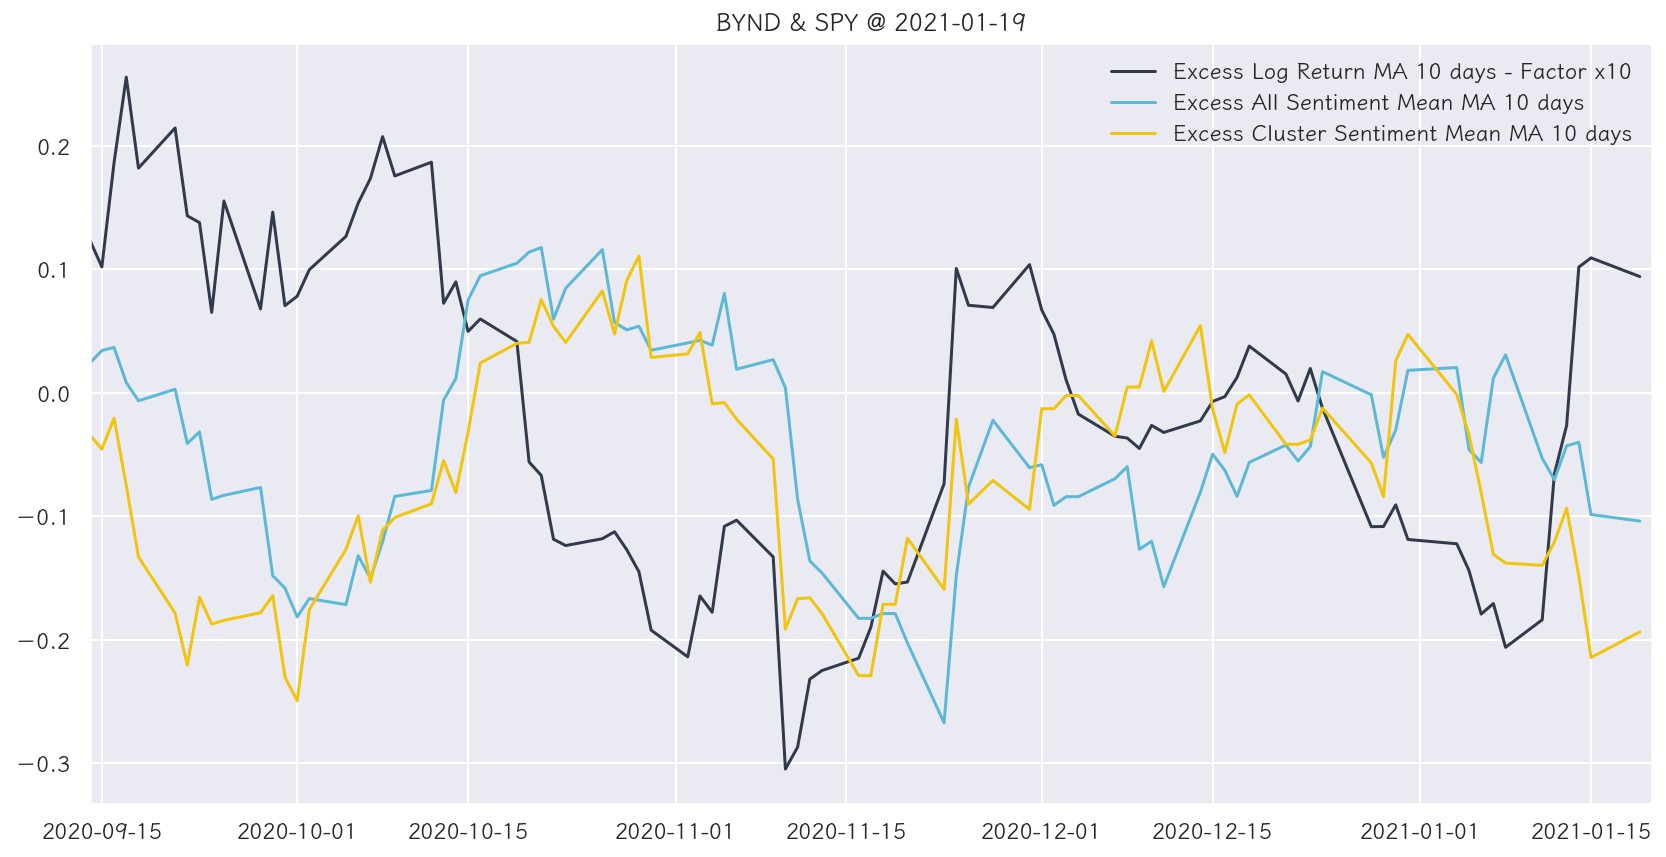 BYND & SPY @ 2021-01-19
Excess Log Return MA 10 days - Factor x10
Excess All Sentiment Mean MA 10 days
Excess Cluster Sentiment Mean MA 10 days
0.2
0.1
0.0
−0.1
−0.2
−0.3
2020-09-15 2020-10-01 2020-10-15 2020-11-01 2020-11-15 2020-12-01 2020-12-15 2021-01-01 2021-01-15